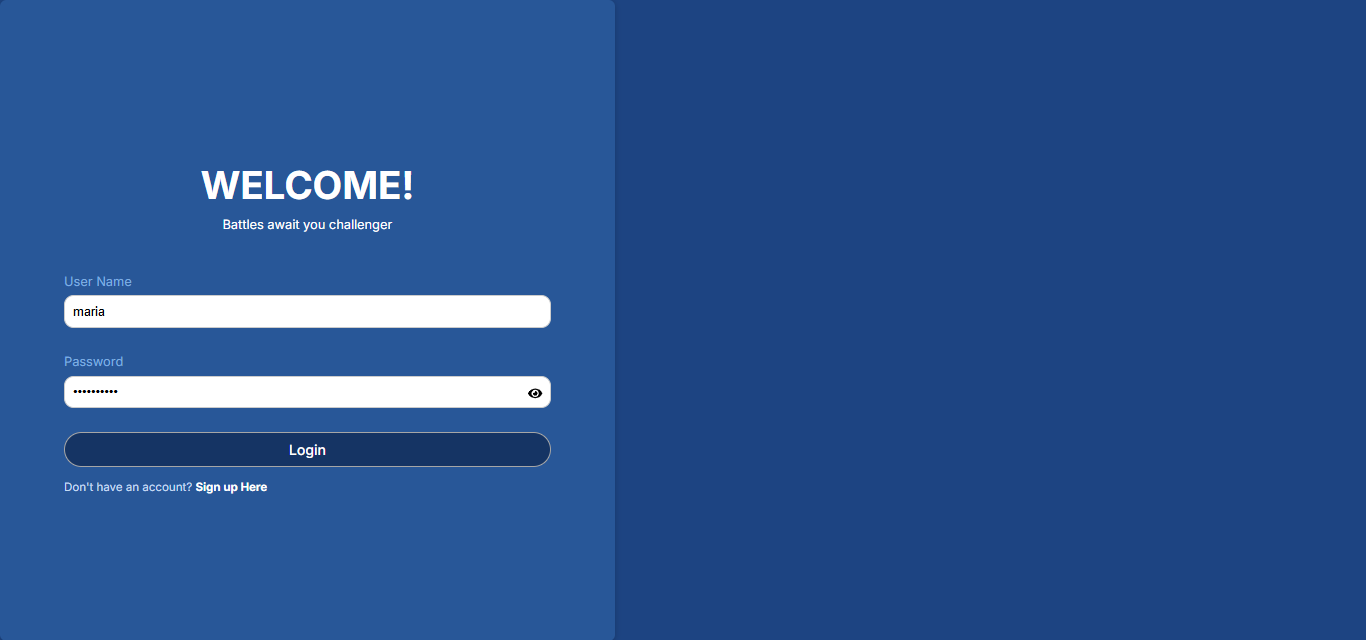 WELCOME!
Battles await you challenger
User Name
maria
Password
••••••••••
Login
Don't have an account? Sign up Here